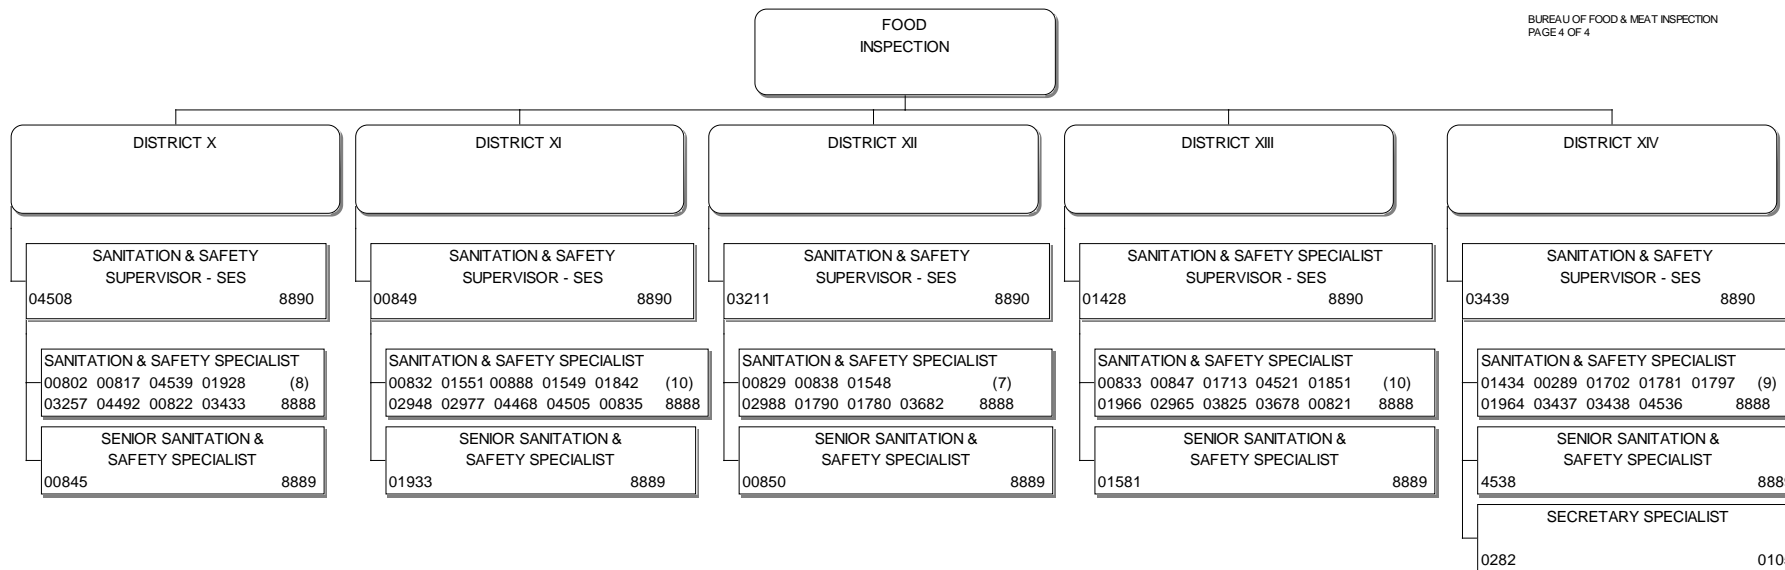 FOOD
INSPECTION
BUREAU OF FOOD & MEAT INSPECTION
PAGE 4 OF 4
DISTRICT X
SANITATION & SAFETY
SUPERVISOR - SES
04508 8890
SANITATION & SAFETY SPECIALIST
00802 00817 04539 01928 (8)
03257 04492 00822 03433 8888
SENIOR SANITATION &
SAFETY SPECIALIST
00845 8889
DISTRICT XI
SANITATION & SAFETY
SUPERVISOR - SES
00849 8890
SANITATION & SAFETY SPECIALIST
00832 01551 00888 01549 01842 (10)
02948 02977 04468 04505 00835 8888
SENIOR SANITATION &
SAFETY SPECIALIST
01933 8889
DISTRICT XII
SANITATION & SAFETY
SUPERVISOR - SES
03211 8890
SANITATION & SAFETY SPECIALIST
00829 00838 01548 (7)
02988 01790 01780 03682 8888
SENIOR SANITATION &
SAFETY SPECIALIST
00850 8889
DISTRICT XIII
SANITATION & SAFETY SPECIALIST
SUPERVISOR - SES
01428 8890
SANITATION & SAFETY SPECIALIST
00833 00847 01713 04521 01851 (10)
01966 02965 03825 03678 00821 8888
SENIOR SANITATION &
SAFETY SPECIALIST
01581 8889
DISTRICT XIV
SANITATION & SAFETY
SUPERVISOR - SES
03439 8890
SANITATION & SAFETY SPECIALIST
01434 00289 01702 01781 01797 (9)
01964 03437 03438 04536 8888
SENIOR SANITATION &
SAFETY SPECIALIST
4538
SECRETARY SPECIALIST
0282